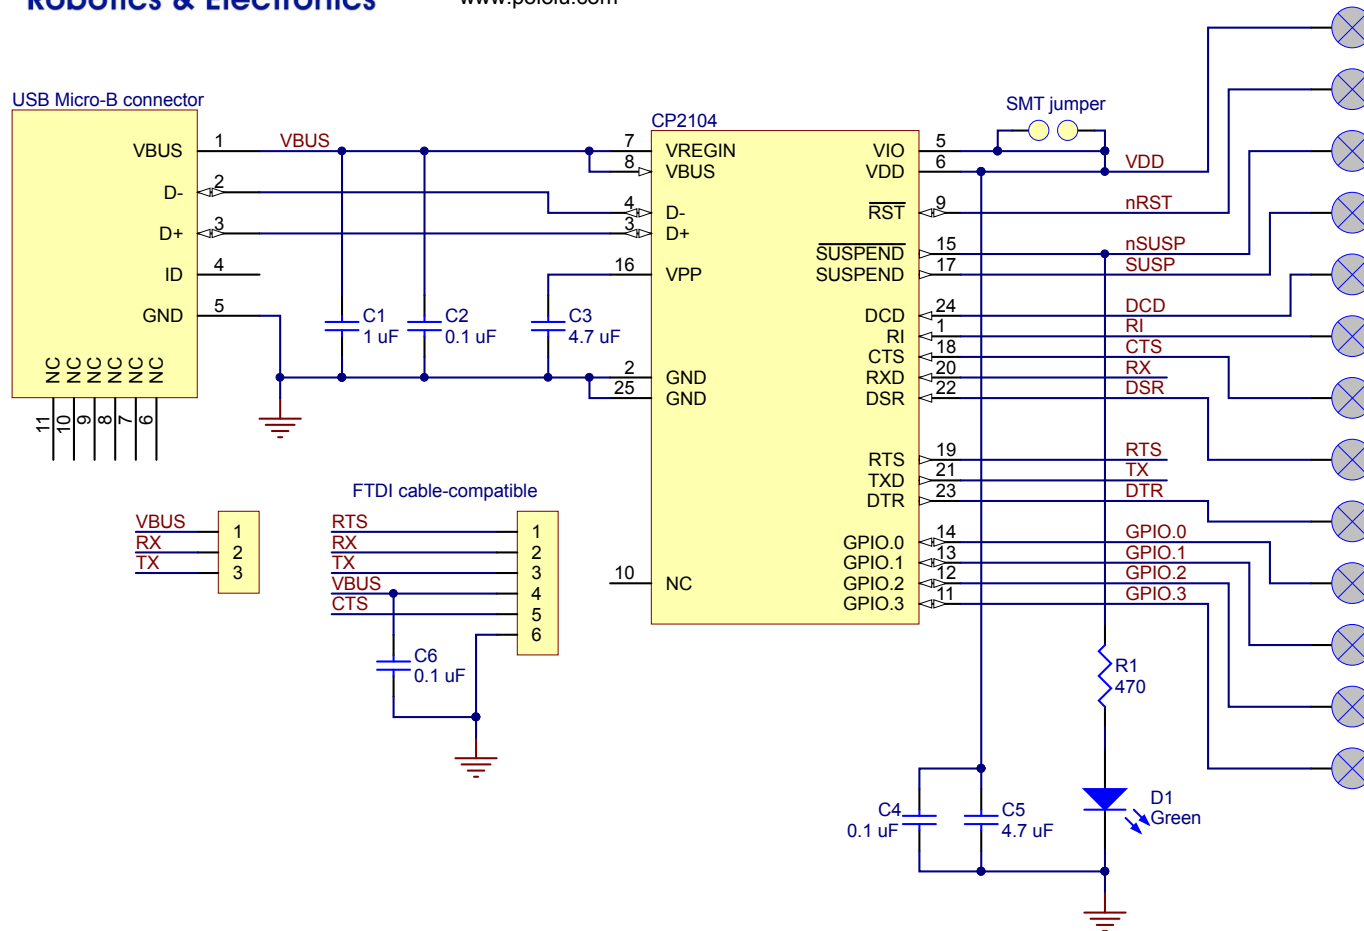 Robotics & Electronics
www.pololu.com
USB Micro-B connector
VBUS 1 VBUS
D- 2
D+ 3
ID 4
GND 5
NC NC NC NC NC NC
11 10 9 8 7 6
C1
1 uF
C2
0.1 uF
C3
4.7 uF
CP2104
7 VREGIN
8 VBUS
4 D-
3 D+
16 VPP
2 GND
25 GND
10 NC
SMT jumper
VIO 5
VDD 6 VDD
RST 9 nRST
SUSPEND 15 nSUSP
SUSPEND 17 SUSP
DCD 24 DCD
RI 1 RI
CTS 18 CTS
RXD 20 RX
DSR 22 DSR
RTS 19 RTS
TXD 21 TX
DTR 23 DTR
GPIO.0 14 GPIO.0
GPIO.1 13 GPIO.1
GPIO.2 12 GPIO.2
GPIO.3 11 GPIO.3
VBUS 1
RX 2
TX 3
FTDI cable-compatible
RTS 1
RX 2
TX 3
VBUS 4
CTS 5
6
C6
0.1 uF
R1
470
C4
0.1 uF
C5
4.7 uF
D1
Green